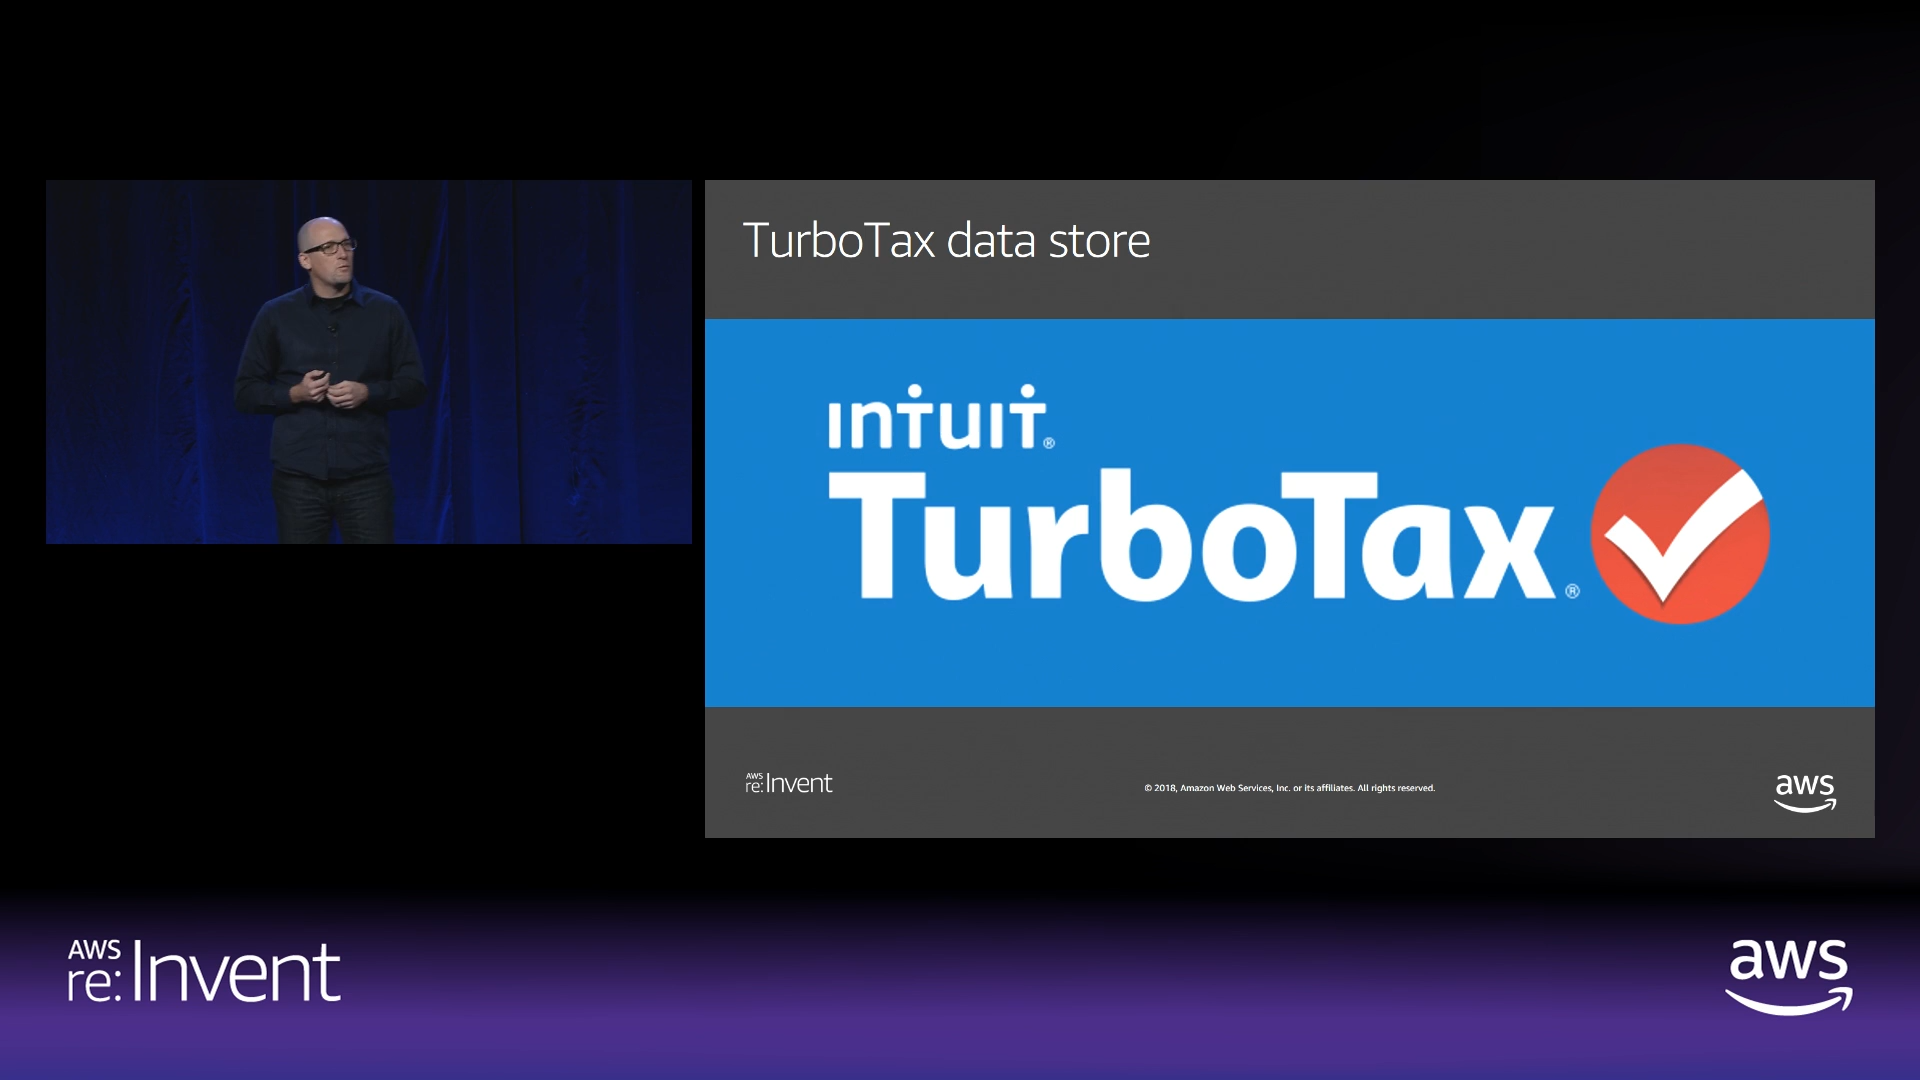 TurboTax data store
ıntuıt®
TurboTax®
AWS
re:Invent
© 2018, Amazon Web Services, Inc. or its affiliates. All rights reserved.
aws
AWS
re:Invent
aws